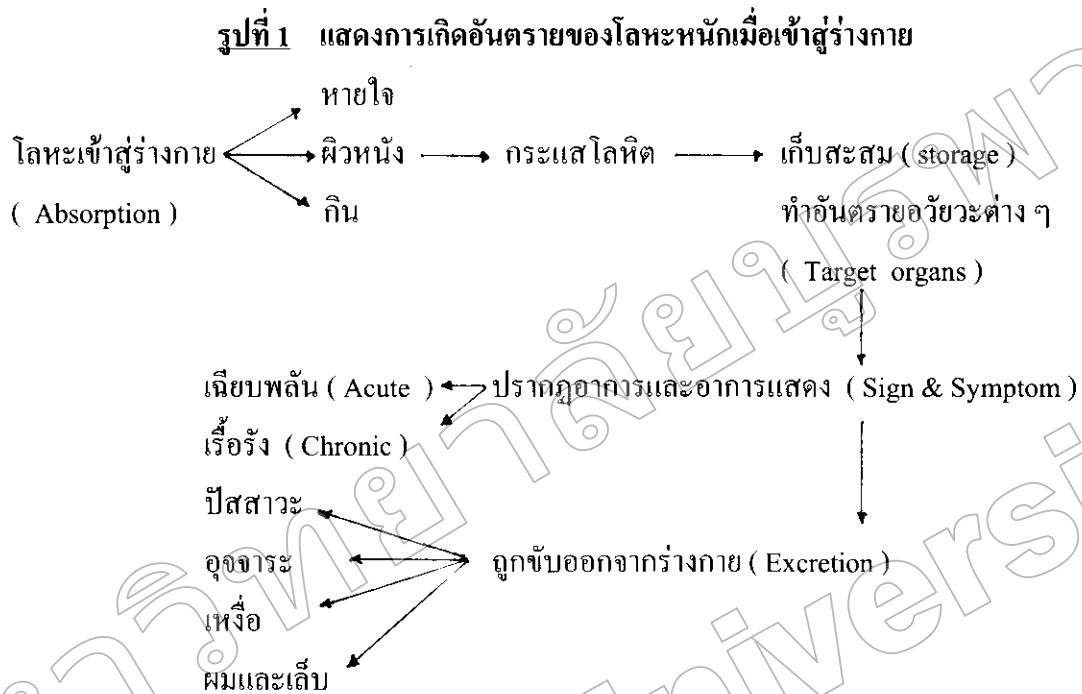 รูปที่ 1 แสดงการเกิดอันตรายของโลหะหนักเมื่อเข้าสู่ร่างกาย
หายใจ
โลหะเข้าสู่ร่างกาย ผิวหนัง กระแสโลหิต เก็บสะสม ( storage )
( Absorption ) กิน ทำอันตรายอวัยวะต่าง ๆ
( Target organs )
เฉียบพลัน ( Acute ) ปรากฏอาการและอาการแสดง ( Sign & Symptom )
เรื้อรัง ( Chronic )
ปัสสาวะ
อุจจาระ ถูกขับออกจากร่างกาย ( Excretion )
เหงื่อ
ผมและเล็บ